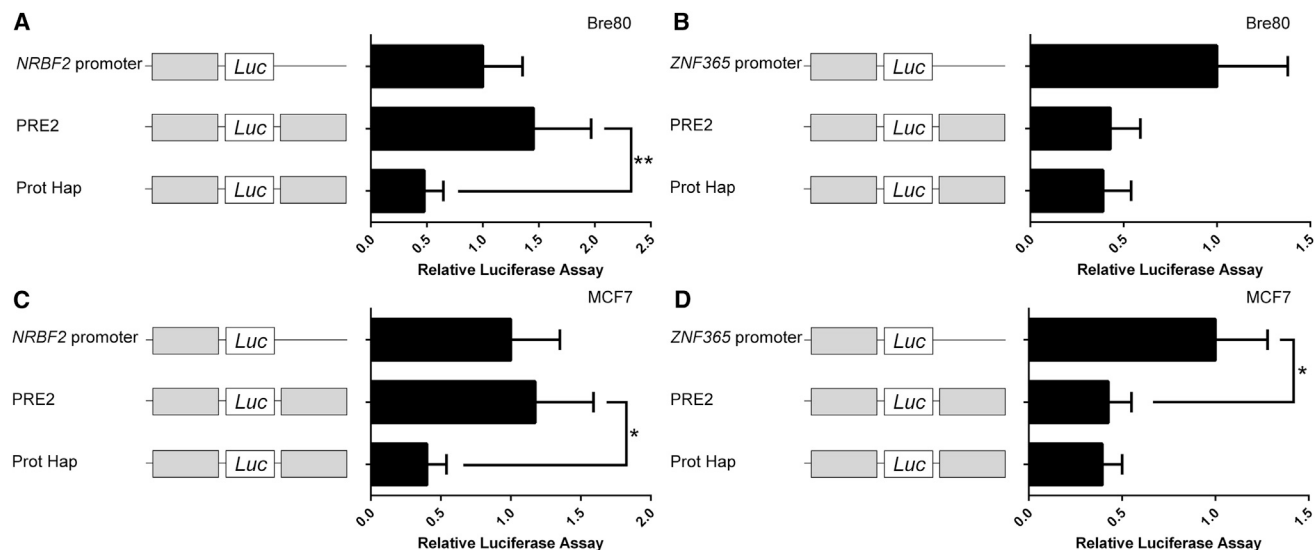 A
Bre80
NRBF2 promoter
Luc
PRE2
Luc
**
Prot Hap
Luc
0.0 0.5 1.0 1.5 2.0 2.5
Relative Luciferase Assay
B
Bre80
ZNF365 promoter
Luc
PRE2
Luc
Prot Hap
Luc
0.0 0.5 1.0 1.5
Relative Luciferase Assay
C
MCF7
NRBF2 promoter
Luc
PRE2
Luc
*
Prot Hap
Luc
0.0 0.5 1.0 1.5 2.0
Relative Luciferase Assay
D
MCF7
ZNF365 promoter
Luc
*
PRE2
Luc
Prot Hap
Luc
0.0 0.5 1.0 1.5
Relative Luciferase Assay